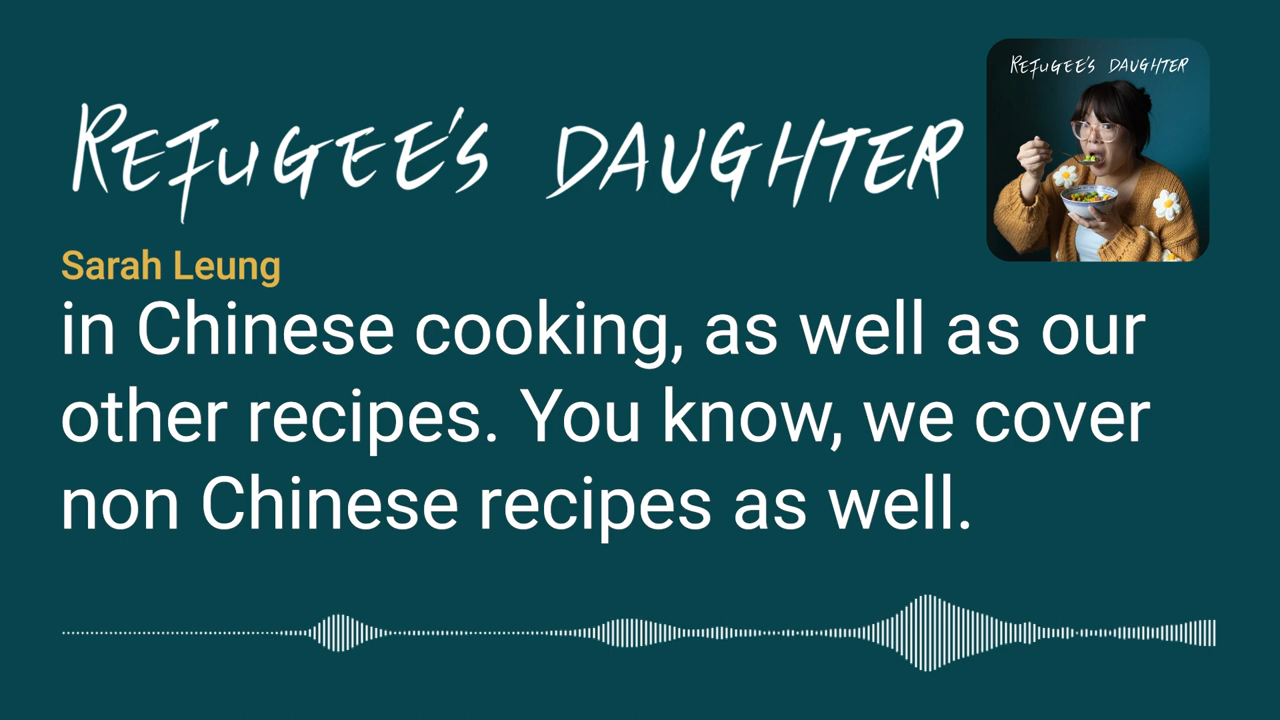 REFUGEE'S DAUGHTER
REFUGEE'S DAUGHTER
Sarah Leung
in Chinese cooking, as well as our
other recipes. You know, we cover
non Chinese recipes as well.